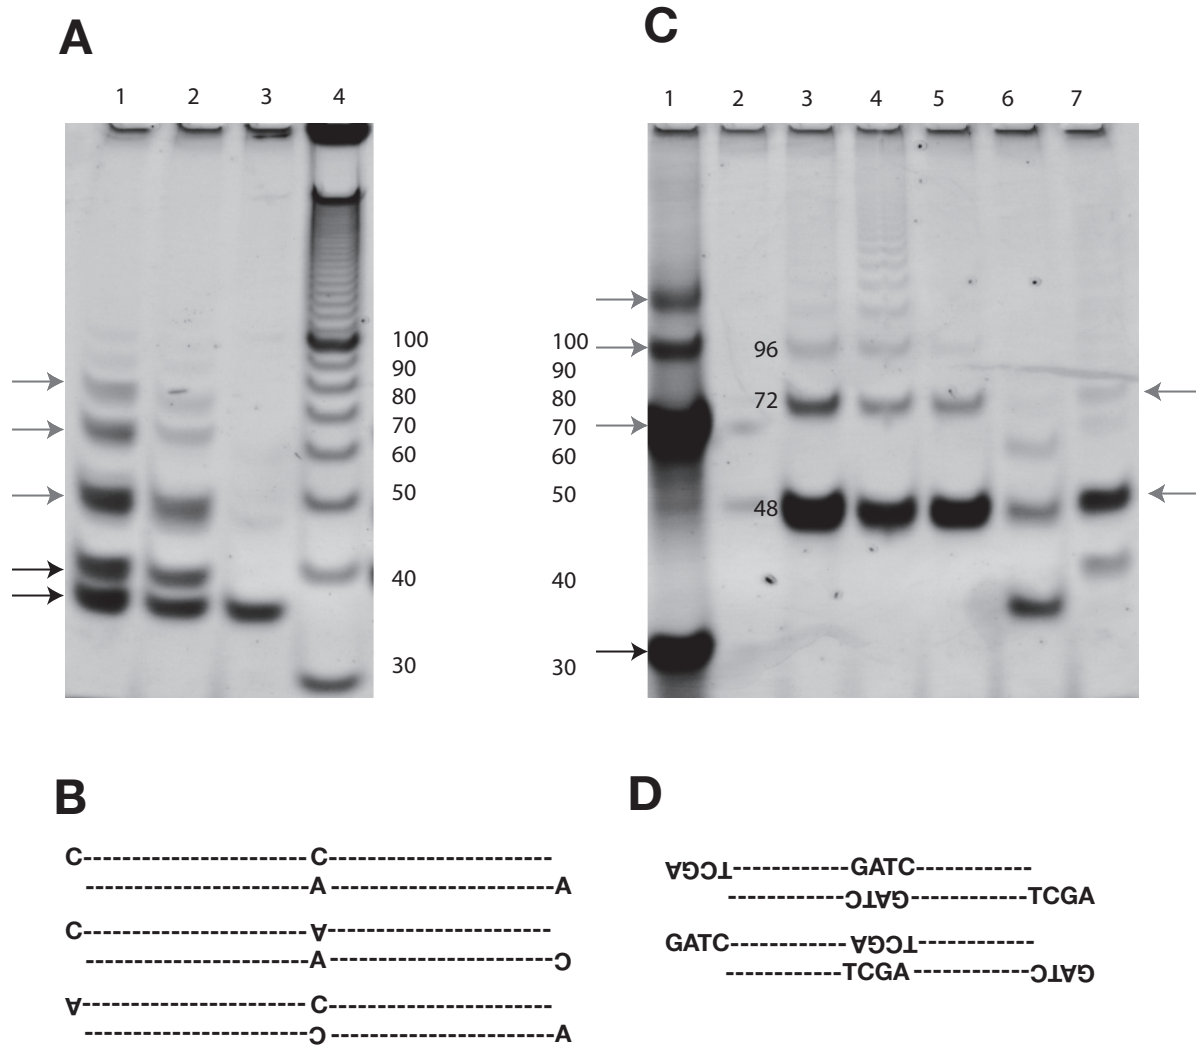 A
1 2 3 4
100
90
80
70
60
50
40
30
C
1 2 3 4 5 6 7
100
90
80
70
60
50
40
30
96
72
48
B
C-----------------------C-----------------------
-----------------------A-----------------------A
C-----------------------A-----------------------
-----------------------A-----------------------C
A-----------------------C-----------------------
-----------------------C-----------------------A
D
TCGA------------GATC------------
------------GATC------------TCGA
GATC------------TCGA------------
------------TCGA------------GATC